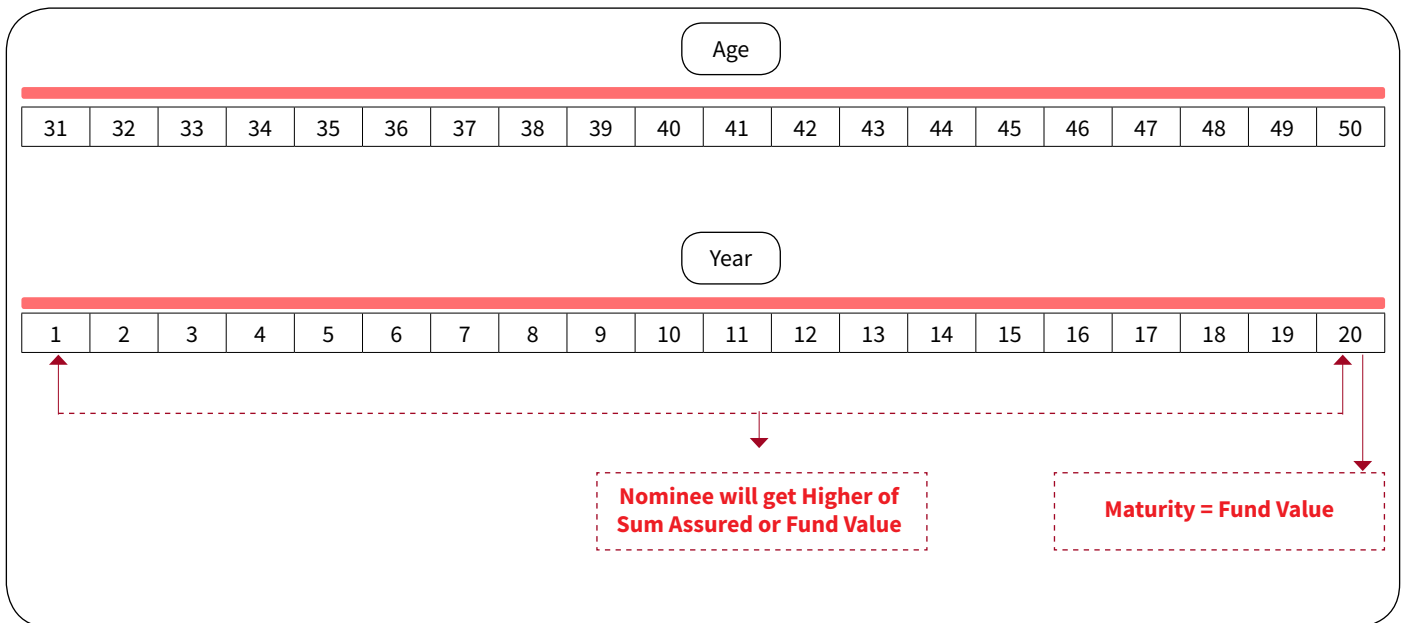 Age
31 32 33 34 35 36 37 38 39 40 41 42 43 44 45 46 47 48 49 50
Year
1 2 3 4 5 6 7 8 9 10 11 12 13 14 15 16 17 18 19 20
Nominee will get Higher of
Sum Assured or Fund Value
Maturity = Fund Value